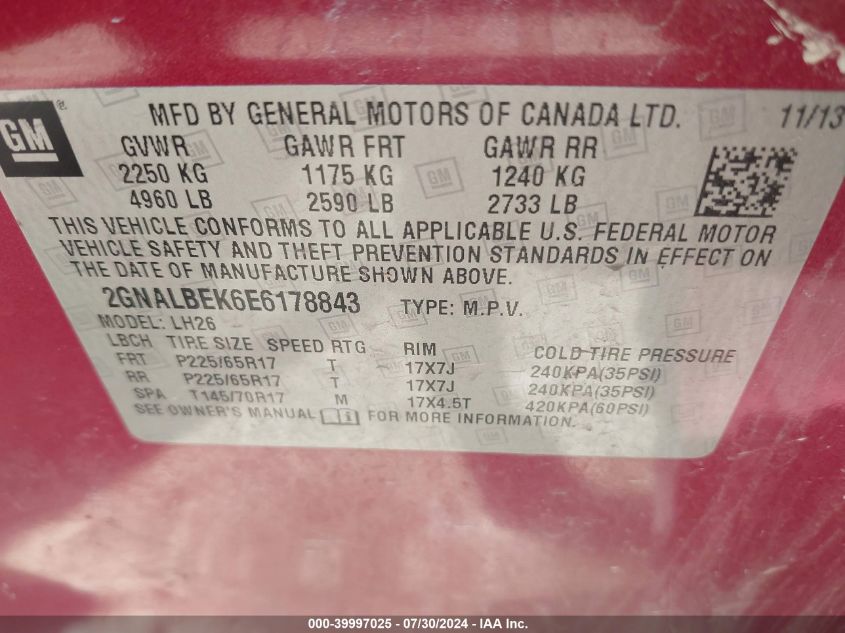 GM ®
MFD BY GENERAL MOTORS OF CANADA LTD. 11/13
GVWR GAWR FRT GAWR RR
2250 KG 1175 KG 1240 KG
4960 LB 2590 LB 2733 LB
THIS VEHICLE CONFORMS TO ALL APPLICABLE U.S. FEDERAL MOTOR
VEHICLE SAFETY AND THEFT PREVENTION STANDARDS IN EFFECT ON
THE DATE OF MANUFACTURE SHOWN ABOVE.
2GNALBEK6E6178843 TYPE: M.P.V.
MODEL: LH26
LBCH TIRE SIZE SPEED RTG RIM COLD TIRE PRESSURE
FRT P225/65R17 T 17X7J 240KPA(35PSI)
RR P225/65R17 T 17X7J 240KPA(35PSI)
SPA T145/70R17 M 17X4.5T 420KPA(60PSI)
SEE OWNER'S MANUAL FOR MORE INFORMATION.
000-39997025 / 07/30/2024 - IAA Inc.